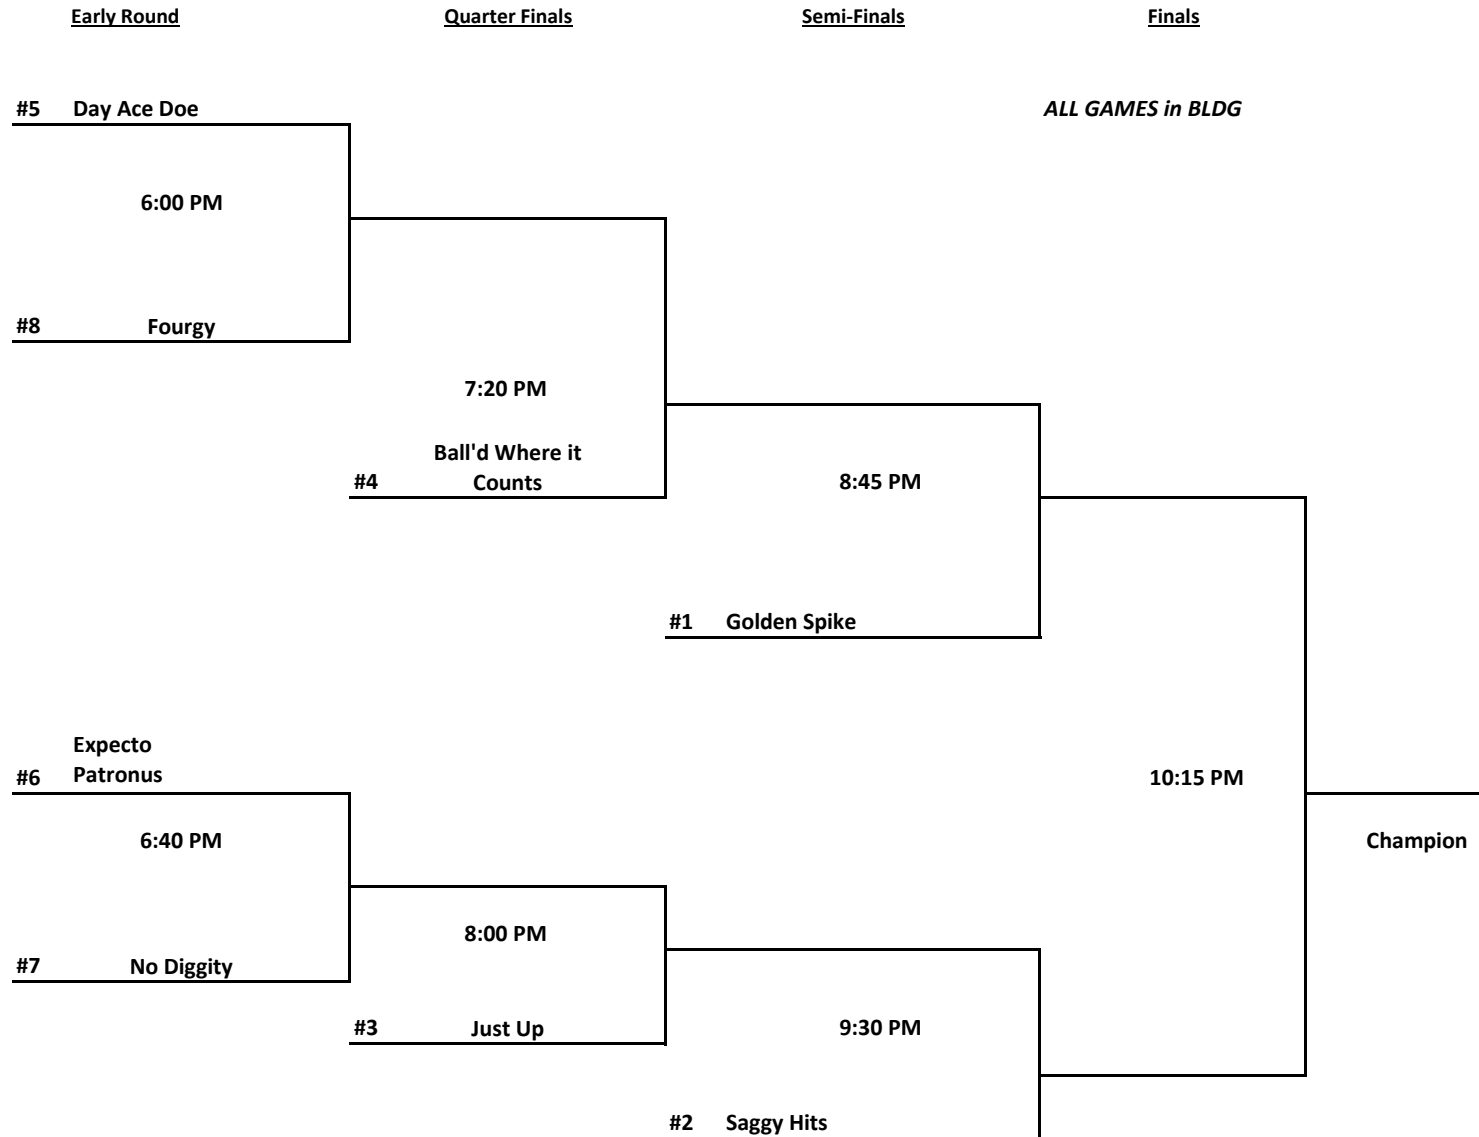 Early Round Quarter Finals Semi-Finals Finals
#5 Day Ace Doe ALL GAMES in BLDG
6:00 PM
#8 Fourgy
7:20 PM
Ball'd Where it
#4 Counts 8:45 PM
#1 Golden Spike
Expecto
#6 Patronus 10:15 PM
6:40 PM Champion
8:00 PM
#7 No Diggity
#3 Just Up 9:30 PM
#2 Saggy Hits